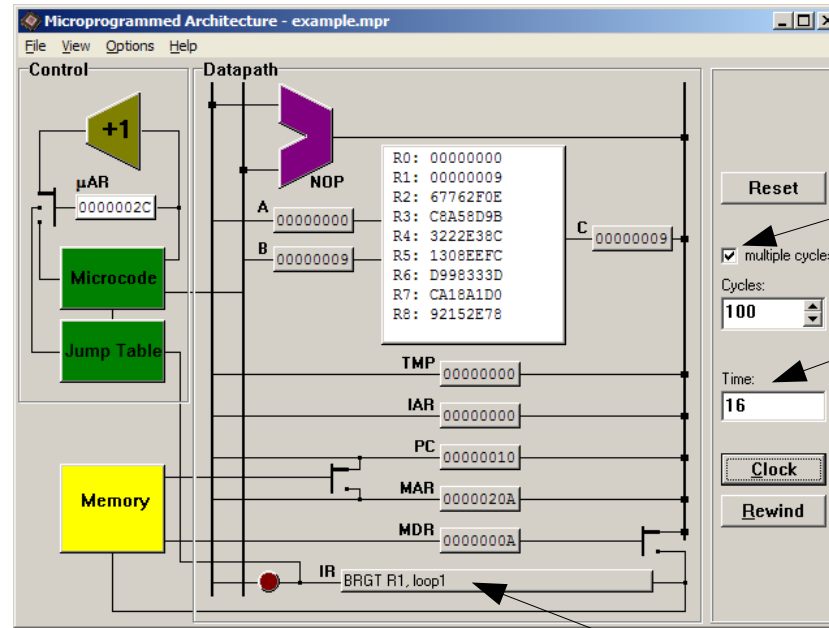 Microprogrammed Architecture - example.mpr
File View Options Help
Control
Datapath
+1
µAR
0000002C
Microcode
Jump Table
Memory
NOP
A 00000000
B 00000009
R0: 00000000
R1: 00000009
R2: 67762F0E
R3: C8A58D9B
R4: 3222E38C
R5: 1308EEFC
R6: D998333D
R7: CA18A1D0
R8: 92152E78
C 00000009
TMP 00000000
IAR 00000000
PC 00000010
MAR 0000020A
MDR 0000000A
IR BRGT R1, loop1
Reset
multiple cycles
Cycles:
100
Time:
16
Clock
Rewind